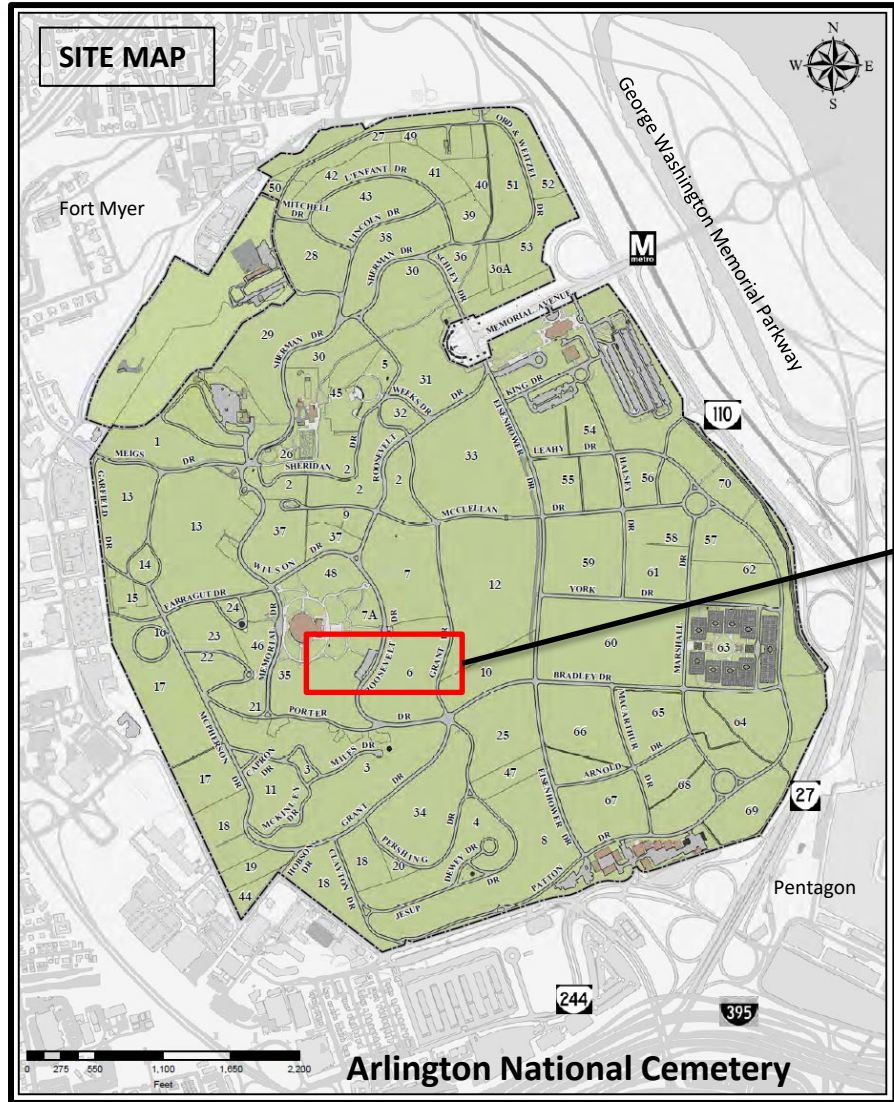 SITE MAP
N
W E
S
George Washington Memorial Parkway
Fort Myer
M
metro
110
27 49
ORD & WEITZEL DR
50 42 L'ENFANT DR 41 40 51 52
MITCHELL DR 43 LINCOLN DR 39
28 38 SHERMAN DR 36 53
30 SCHLEY DR 36A
MEMORIAL AVENUE
29 SHERMAN DR 30 5 31
45 WEEKS DR 32 KING DR
EISENHOWER DR
1 26 SHERIDAN DR ROOSEVELT DR 33 LEAHY DR 54
MEIGS DR 2 2 2 2 55 HALSEY DR 56 70
GARFIELD DR 13 13 9 MCCLELLAN DR
37 37 58 57
14 WILSON DR 48 7 12 59 61 62
15 FARRAGUT DR 24 7A YORK DR
16 23 46 MEMORIAL DR ROOSEVELT DR GRANT DR 60 MARSHALL DR 63
22 35 6 10 BRADLEY DR
17 21 PORTER DR MACARTHUR DR 65 64
MCPHERSON DR 25 66
CAPRON DR MILES DR 3 3 47 ARNOLD DR
17 11 MCKINLEY DR GRANT DR 34 EISENHOWER DR 67 68
18 4 69 27
19 HOBSON DR 18 PERSHING DR 20 DEWEY DR 8 PATTON DR
44 18 CLAYTON DR JESUP DR
Pentagon
244
395
0 275 550 1,100 1,650 2,200
Feet
Arlington National Cemetery